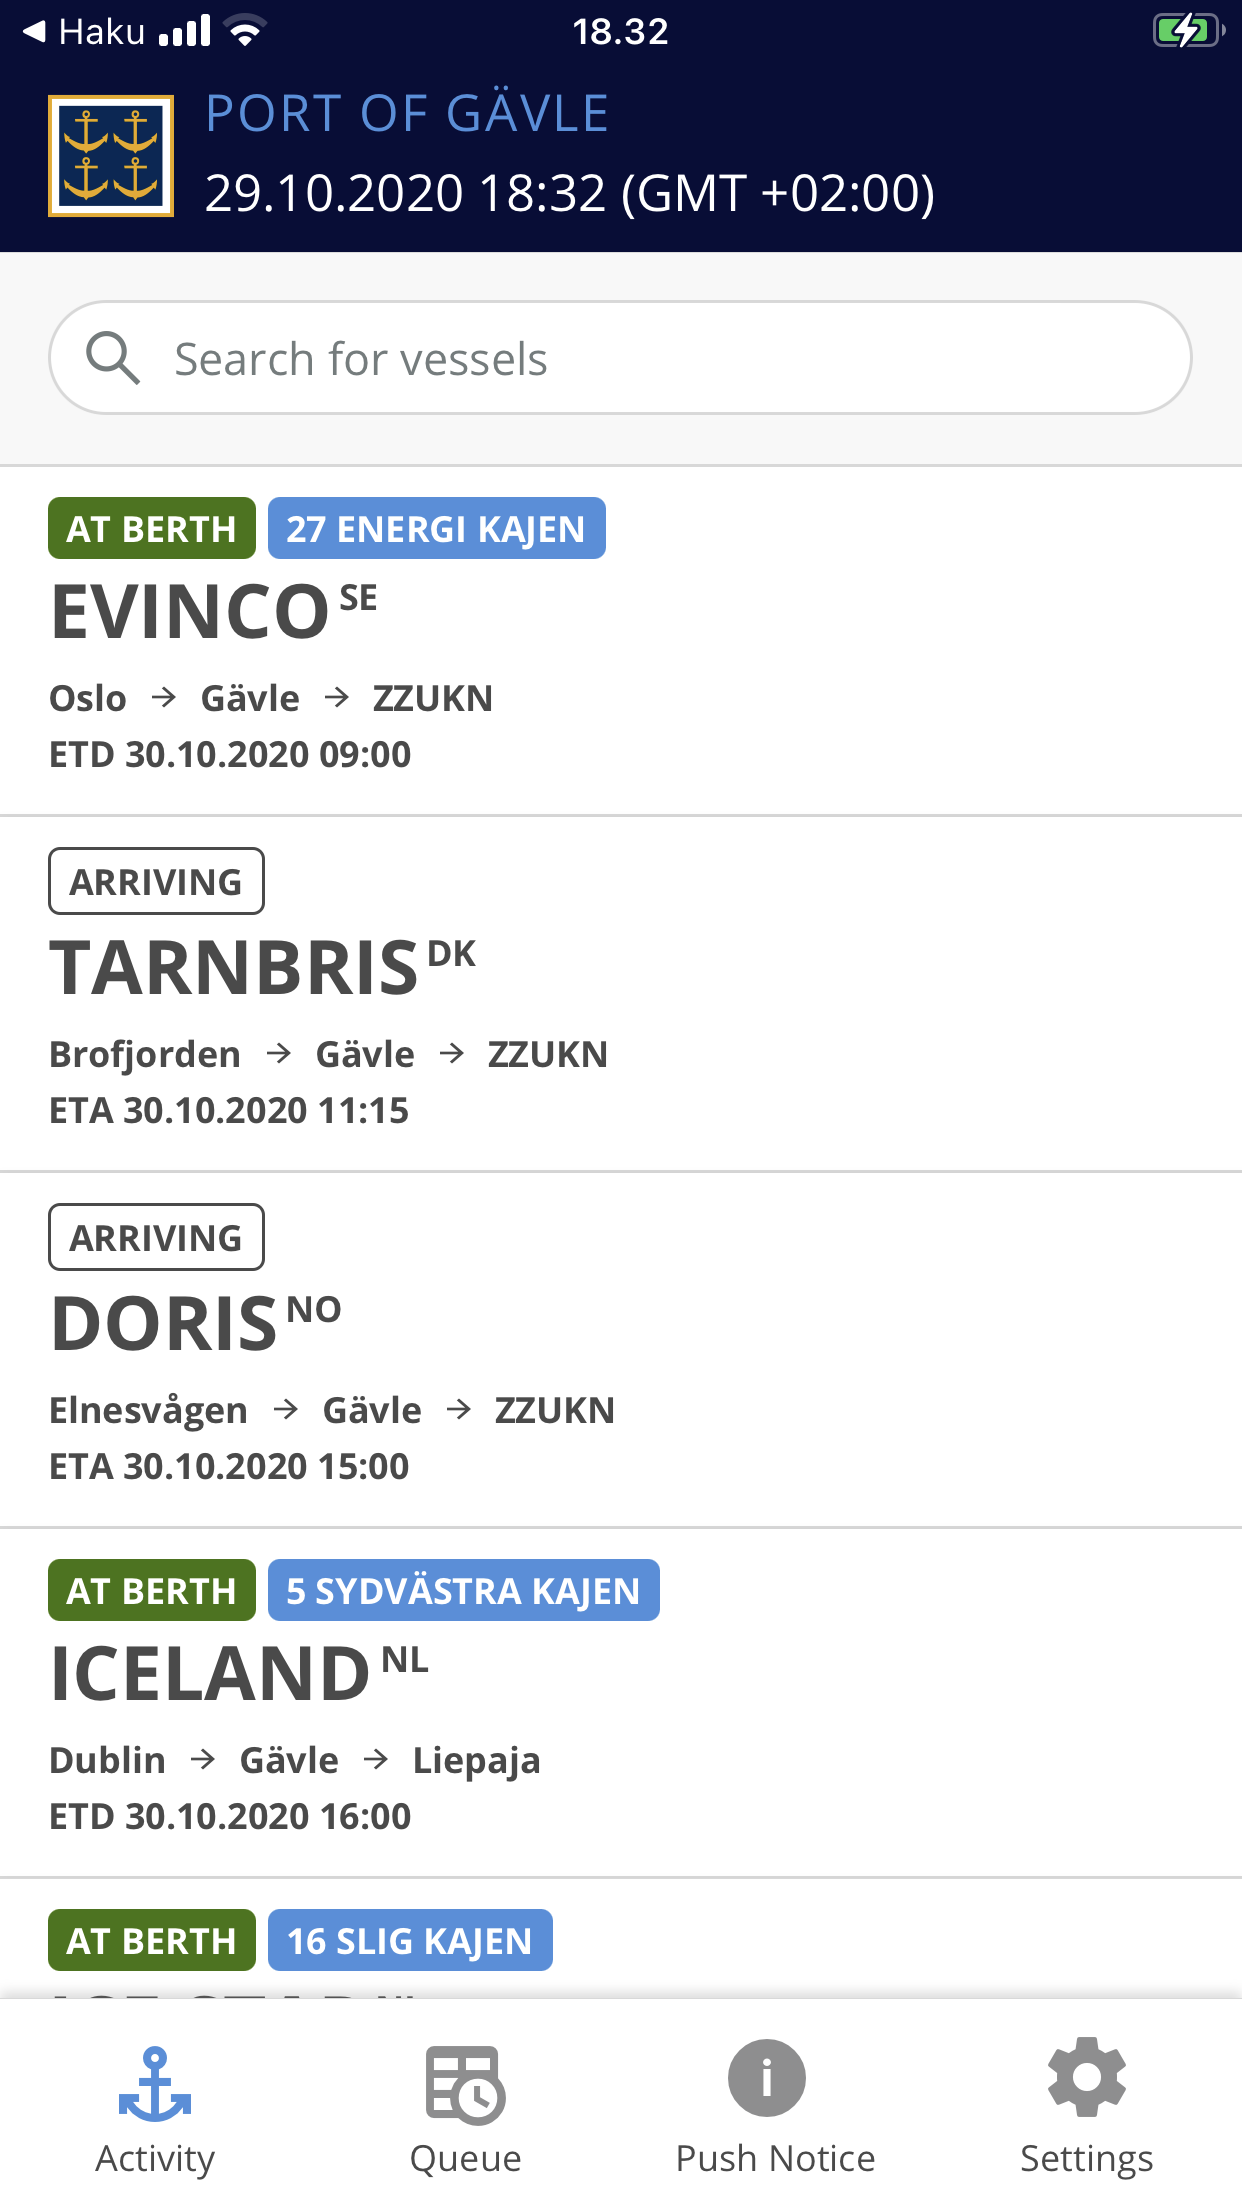 Haku
18.32
PORT OF GÄVLE
29.10.2020 18:32 (GMT +02:00)
Search for vessels
AT BERTH 27 ENERGI KAJEN
EVINCO SE
Oslo → Gävle → ZZUKN
ETD 30.10.2020 09:00
ARRIVING
TARNBRIS DK
Brofjorden → Gävle → ZZUKN
ETA 30.10.2020 11:15
ARRIVING
DORIS NO
Elnesvågen → Gävle → ZZUKN
ETA 30.10.2020 15:00
AT BERTH 5 SYDVÄSTRA KAJEN
ICELAND NL
Dublin → Gävle → Liepaja
ETD 30.10.2020 16:00
AT BERTH 16 SLIG KAJEN
Activity Queue Push Notice Settings